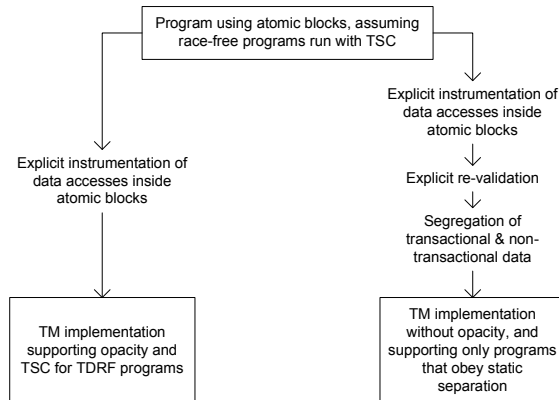 Program using atomic blocks, assuming
race-free programs run with TSC
Explicit instrumentation of
data accesses inside
atomic blocks
Explicit instrumentation of
data accesses inside
atomic blocks
Explicit re-validation
Segregation of
transactional & non-
transactional data
TM implementation
supporting opacity and
TSC for TDRF programs
TM implementation
without opacity, and
supporting only programs
that obey static
separation